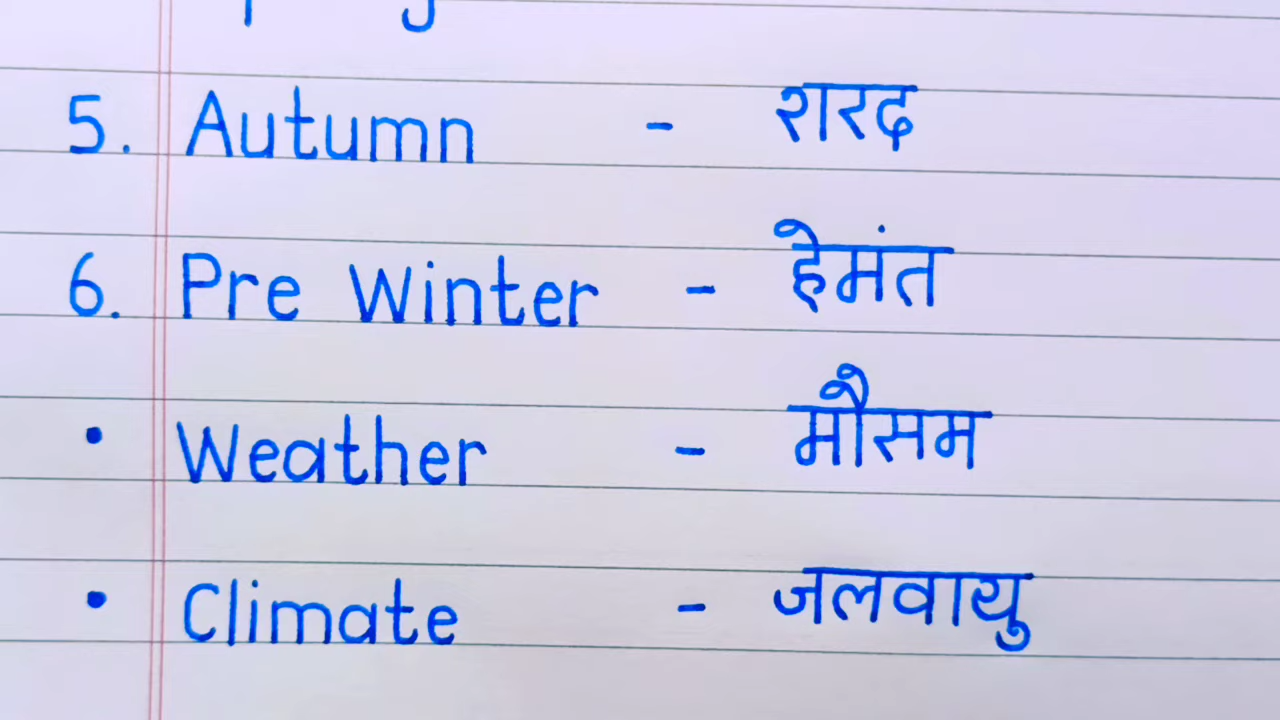 5. Autumn - शरद
6. Pre Winter - हेमंत
• Weather - मौसम
• Climate - जलवायु